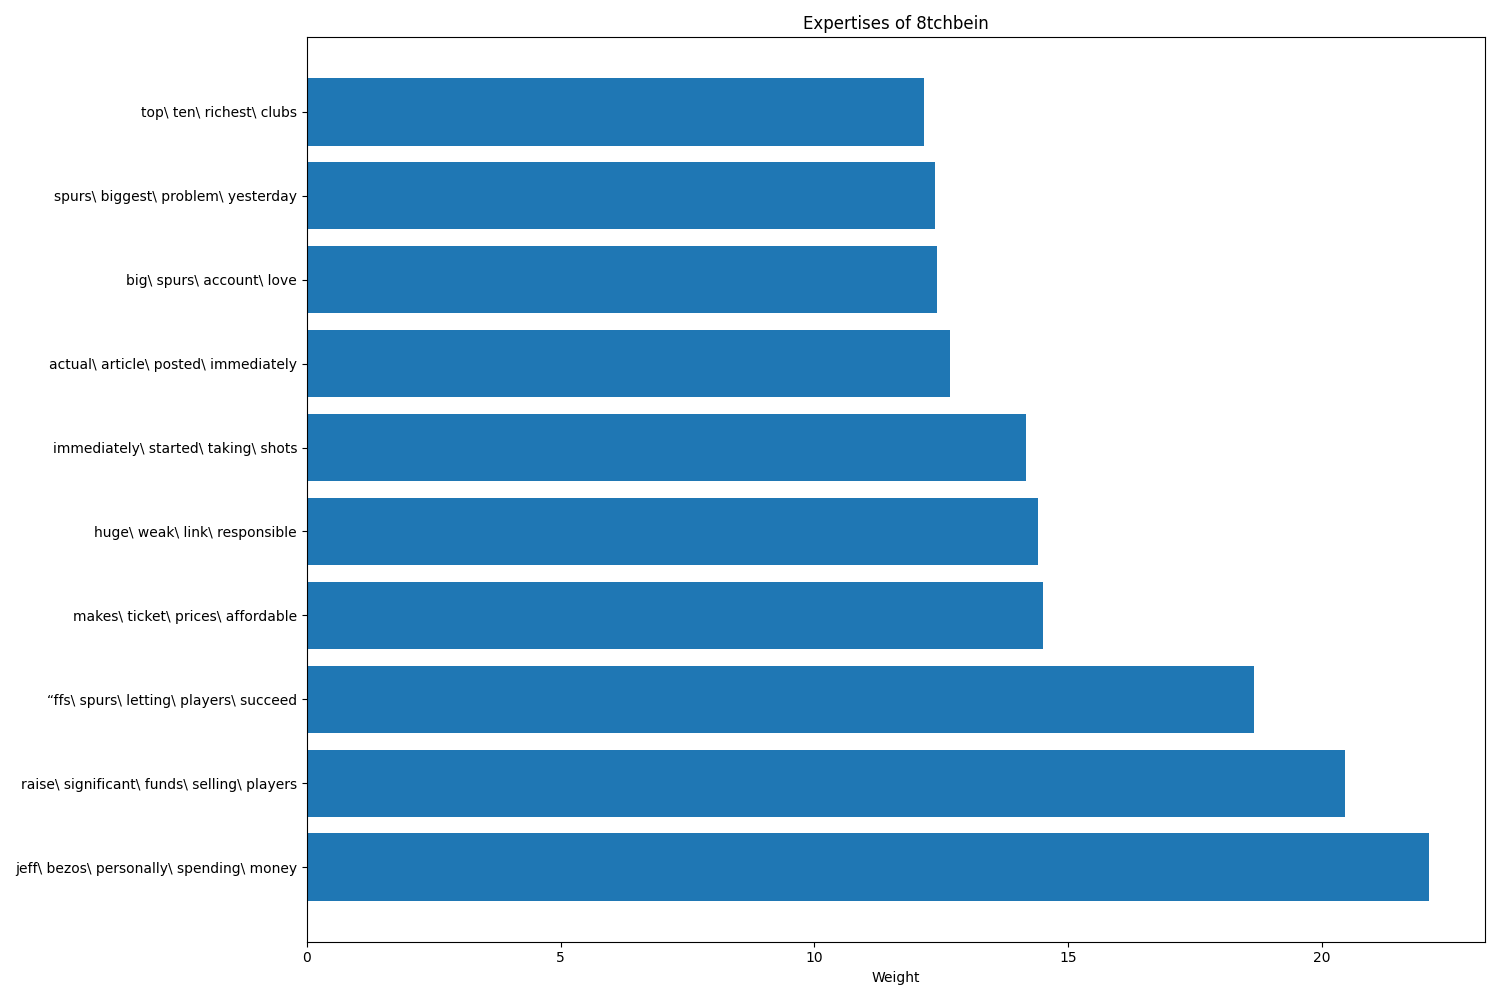 Expertises of 8tchbein
top\ ten\ richest\ clubs
spurs\ biggest\ problem\ yesterday
big\ spurs\ account\ love
actual\ article\ posted\ immediately
immediately\ started\ taking\ shots
huge\ weak\ link\ responsible
makes\ ticket\ prices\ affordable
“ffs\ spurs\ letting\ players\ succeed
raise\ significant\ funds\ selling\ players
jeff\ bezos\ personally\ spending\ money
0 5 10 15 20
Weight